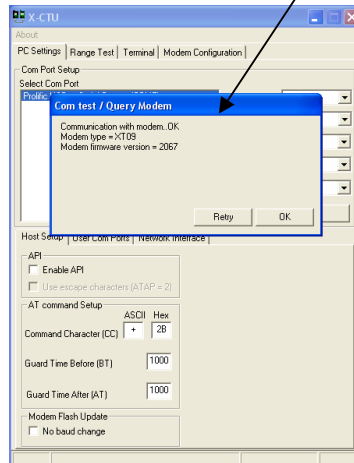 X-CTU
About
PC Settings Range Test Terminal Modem Configuration
Com Port Setup
Select Com Port
Com test / Query Modem
Communication with modem..OK
Modem type = XT09
Modem firmware version = 2067
Retry OK
Host Setup User Com Ports Network Interface
API
Enable API
Use escape characters (ATAP = 2)
AT command Setup
ASCII Hex
Command Character (CC) + 2B
Guard Time Before (BT) 1000
Guard Time After (AT) 1000
Modem Flash Update
No baud change